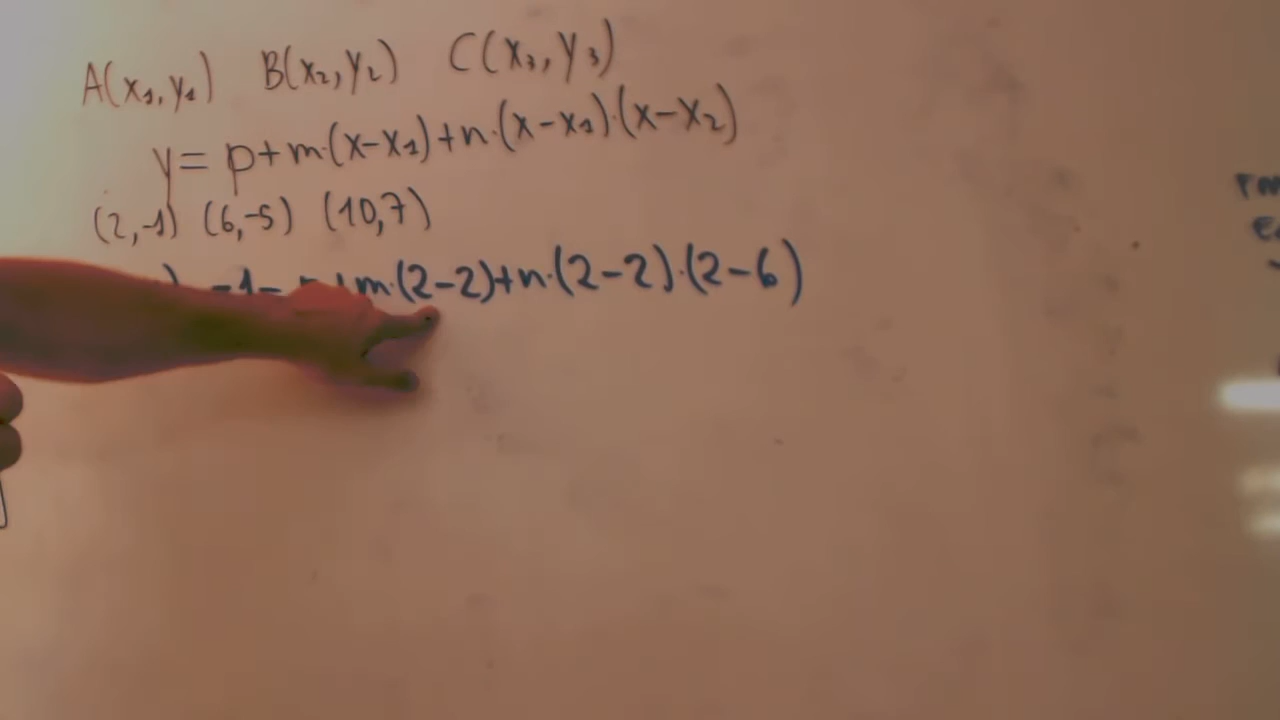 A(x₁,y₁) B(x₂,y₂) C(x₃,y₃)
y= p+m·(x-x₁)+n·(x-x₁)·(x-x₂)
(2,-1) (6,-5) (10,7)
) -1= p+m·(2-2)+n·(2-2)·(2-6)